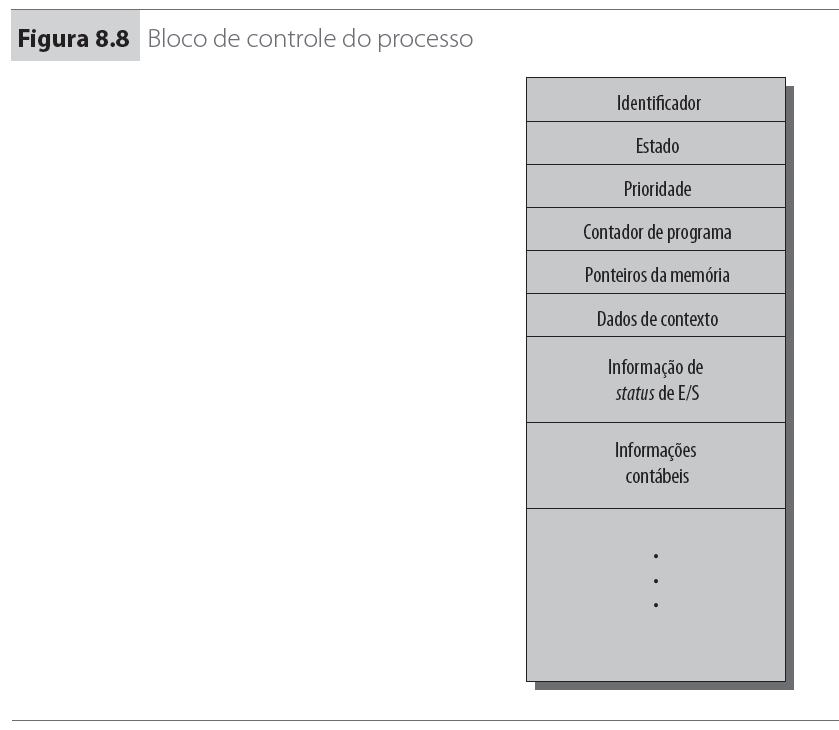 Figura 8.8 Bloco de controle do processo
Identificador
Estado
Prioridade
Contador de programa
Ponteiros da memória
Dados de contexto
Informação de
status de E/S
Informações
contábeis